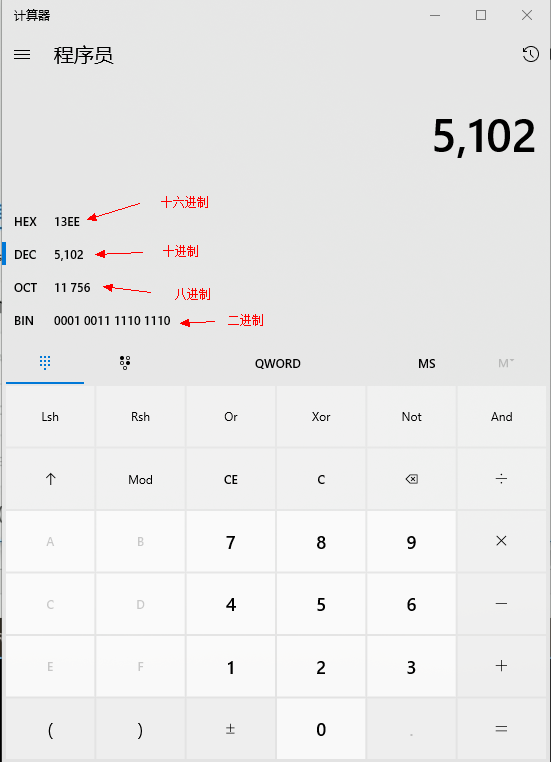 计算器
程序员
5,102
十六进制
HEX 13EE
DEC 5,102 十进制
OCT 11 756 八进制
BIN 0001 0011 1110 1110 二进制
QWORD MS M
Lsh Rsh Or Xor Not And
↑ Mod CE C ÷
A B 7 8 9 ×
C D 4 5 6 −
E F 1 2 3 +
( ) ± 0 . =